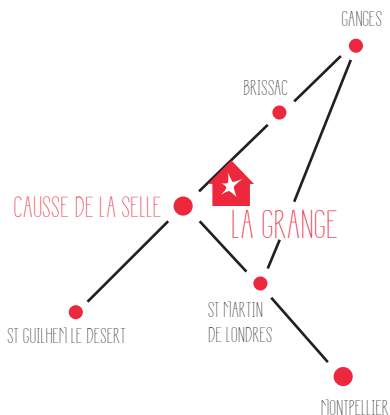 GANGES
BRISSAC
CAUSSE DE LA SELLE
LA GRANGE
ST GUILHEM LE DESERT
ST MARTIN
DE LONDRES
MONTPELLIER